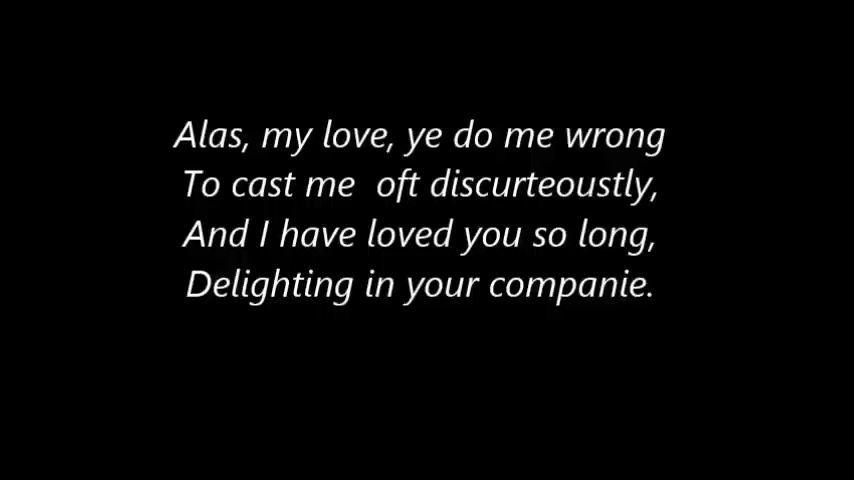 Alas, my love, ye do me wrong
To cast me oft discurteoustly,
And I have loved you so long,
Delighting in your companie.